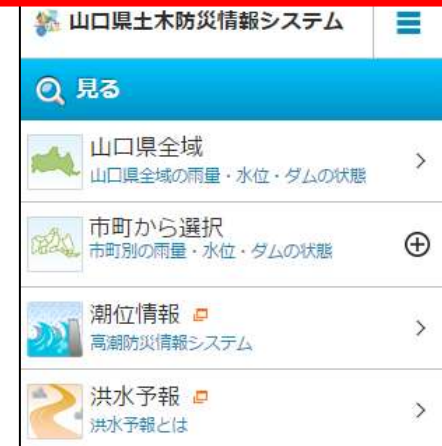 山口県土木防災情報システム
見る
山口県全域
山口県全域の雨量・水位・ダムの状態
市町から選択
市町別の雨量・水位・ダムの状態
潮位情報
高潮防災情報システム
洪水予報
洪水予報とは